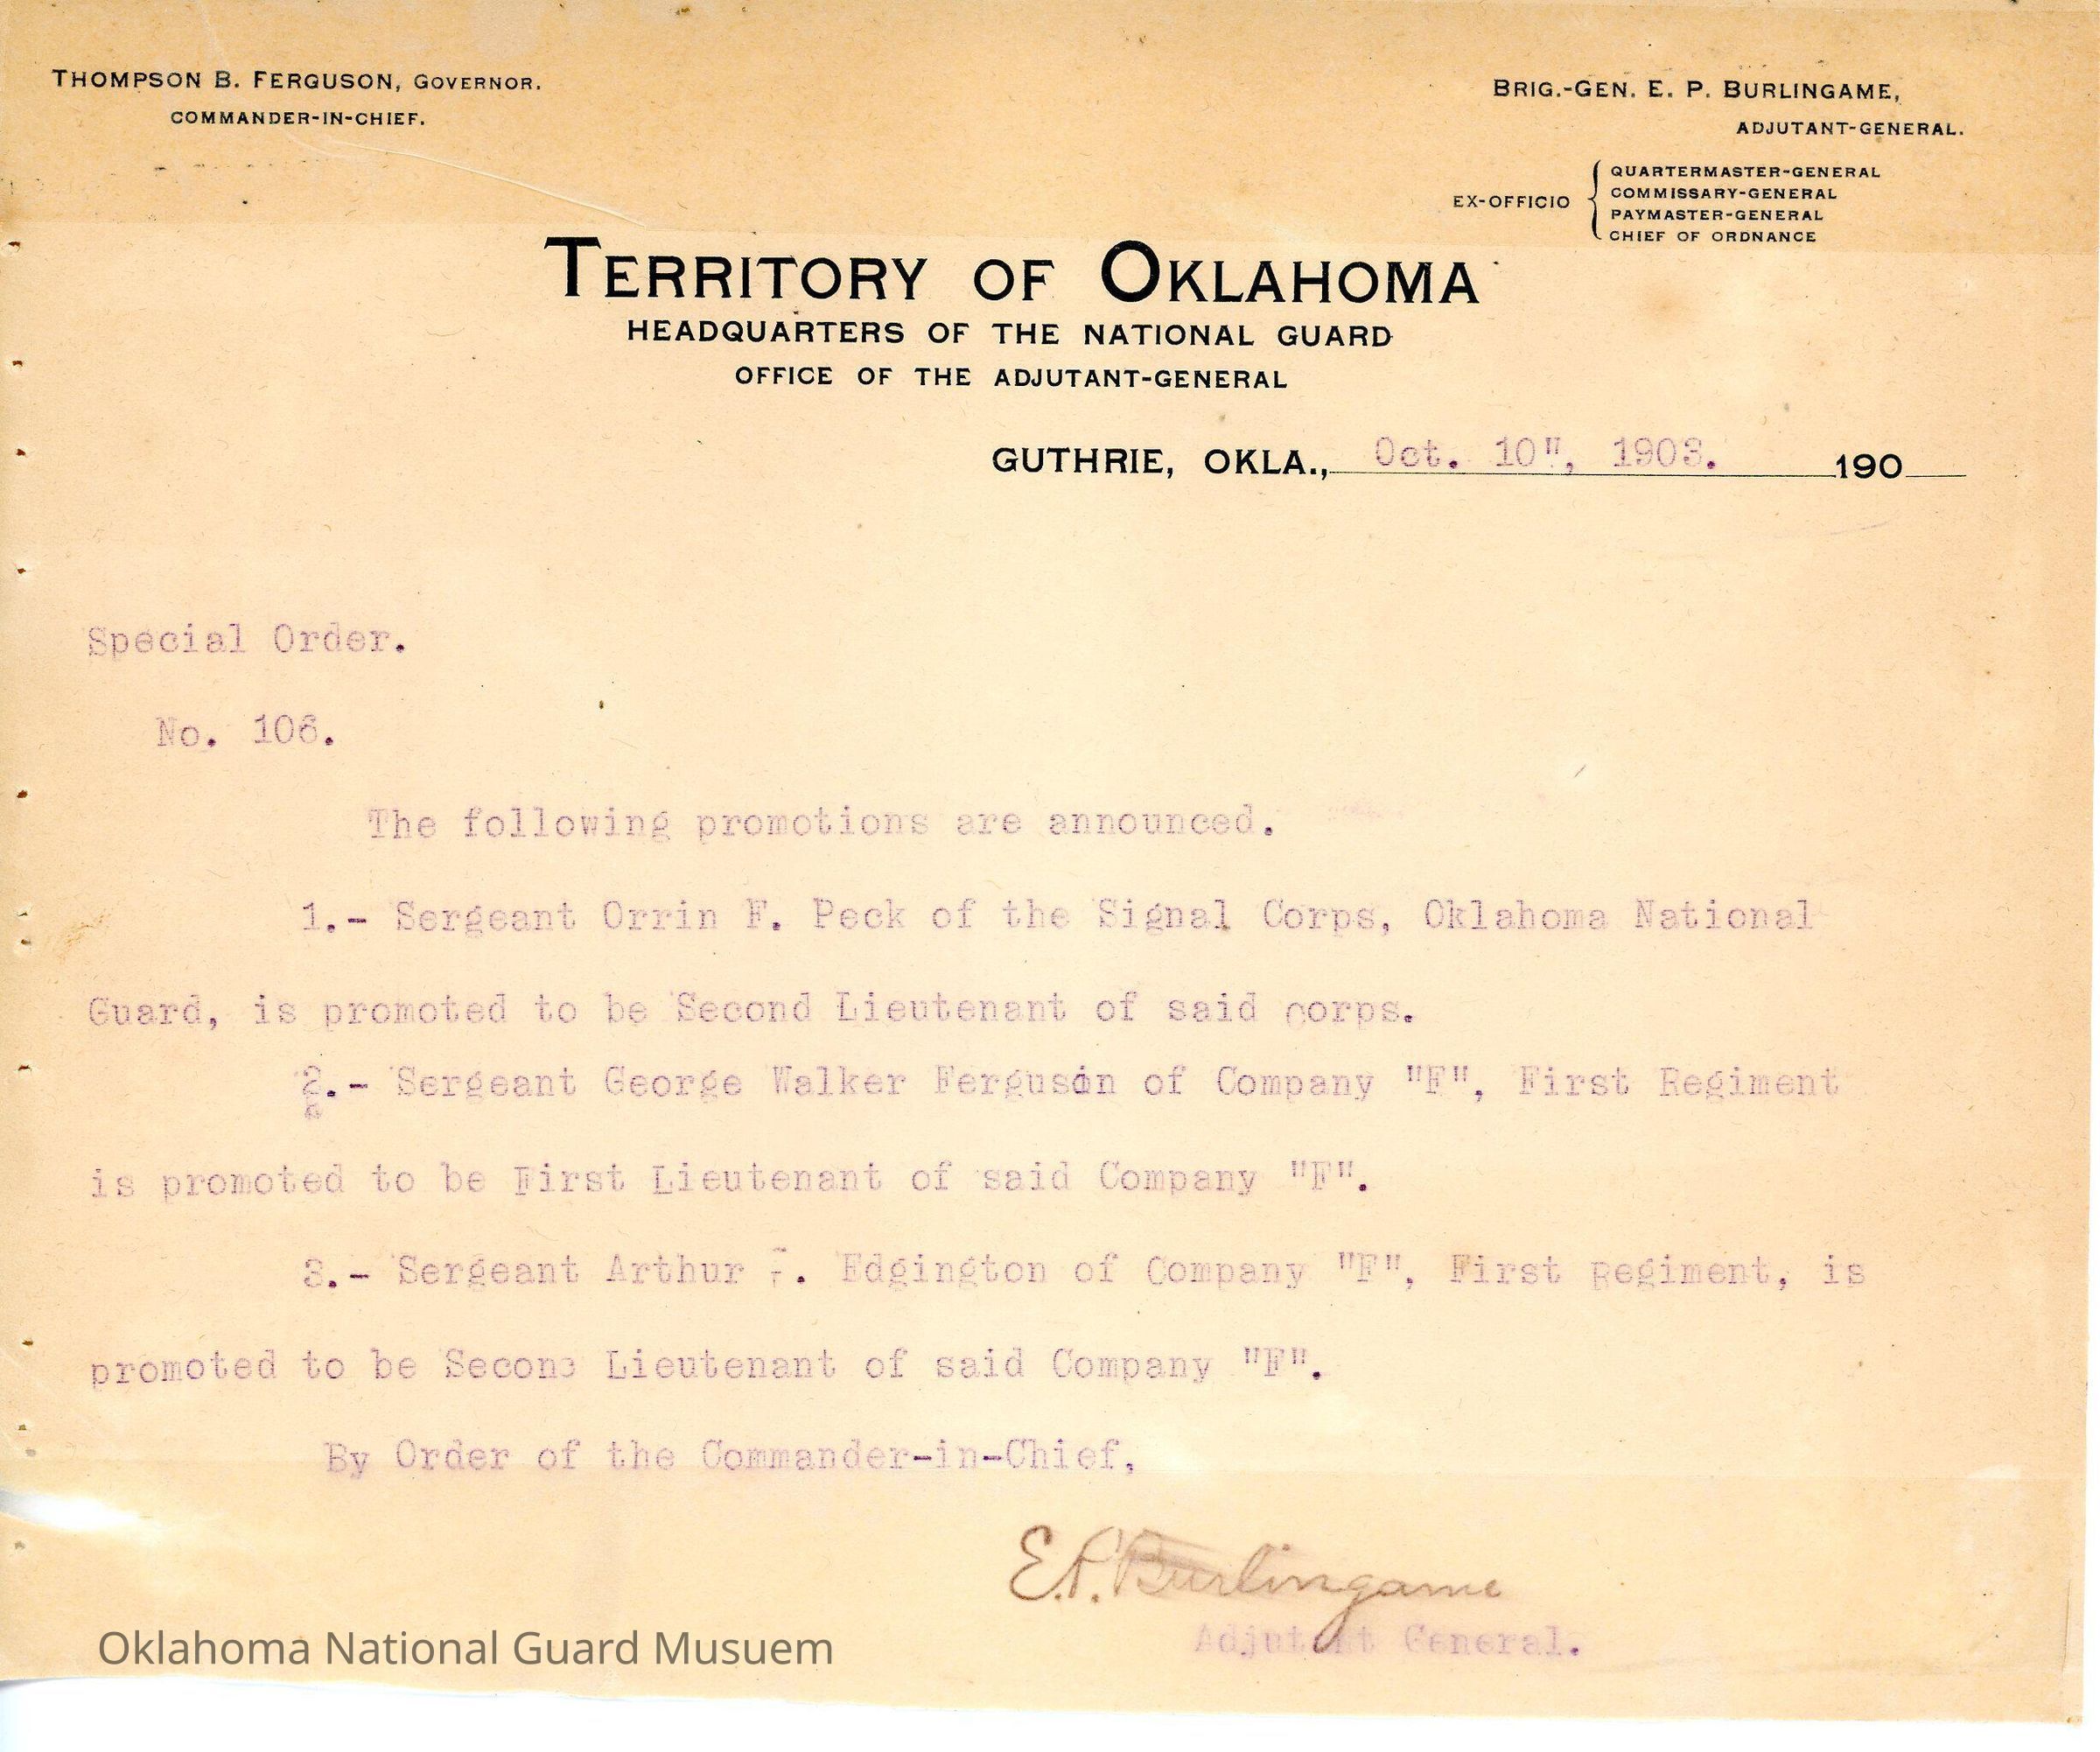 THOMPSON B. FERGUSON, GOVERNOR.
COMMANDER-IN-CHIEF.
BRIG.-GEN. E. P. BURLINGAME,
ADJUTANT-GENERAL.
EX-OFFICIO
QUARTERMASTER-GENERAL
COMMISSARY-GENERAL
PAYMASTER-GENERAL
CHIEF OF ORDNANCE
TERRITORY OF OKLAHOMA
HEADQUARTERS OF THE NATIONAL GUARD
OFFICE OF THE ADJUTANT-GENERAL
GUTHRIE, OKLA., Oct. 10", 1903. 190
Special Order.
No. 106.
The following promotions are announced.
1.- Sergeant Orrin F. Peck of the Signal Corps, Oklahoma National
Guard, is promoted to be Second Lieutenant of said corps.
2.- Sergeant George Walker Ferguson of Company "F", First Regiment
is promoted to be First Lieutenant of said Company "F".
3.- Sergeant Arthur Edgington of Company "F", First Regiment, is
promoted to be Second Lieutenant of said Company "F".
By Order of the Commander-in-Chief,
E.P. Burlingame
Adjutant General.
Oklahoma National Guard Musuem